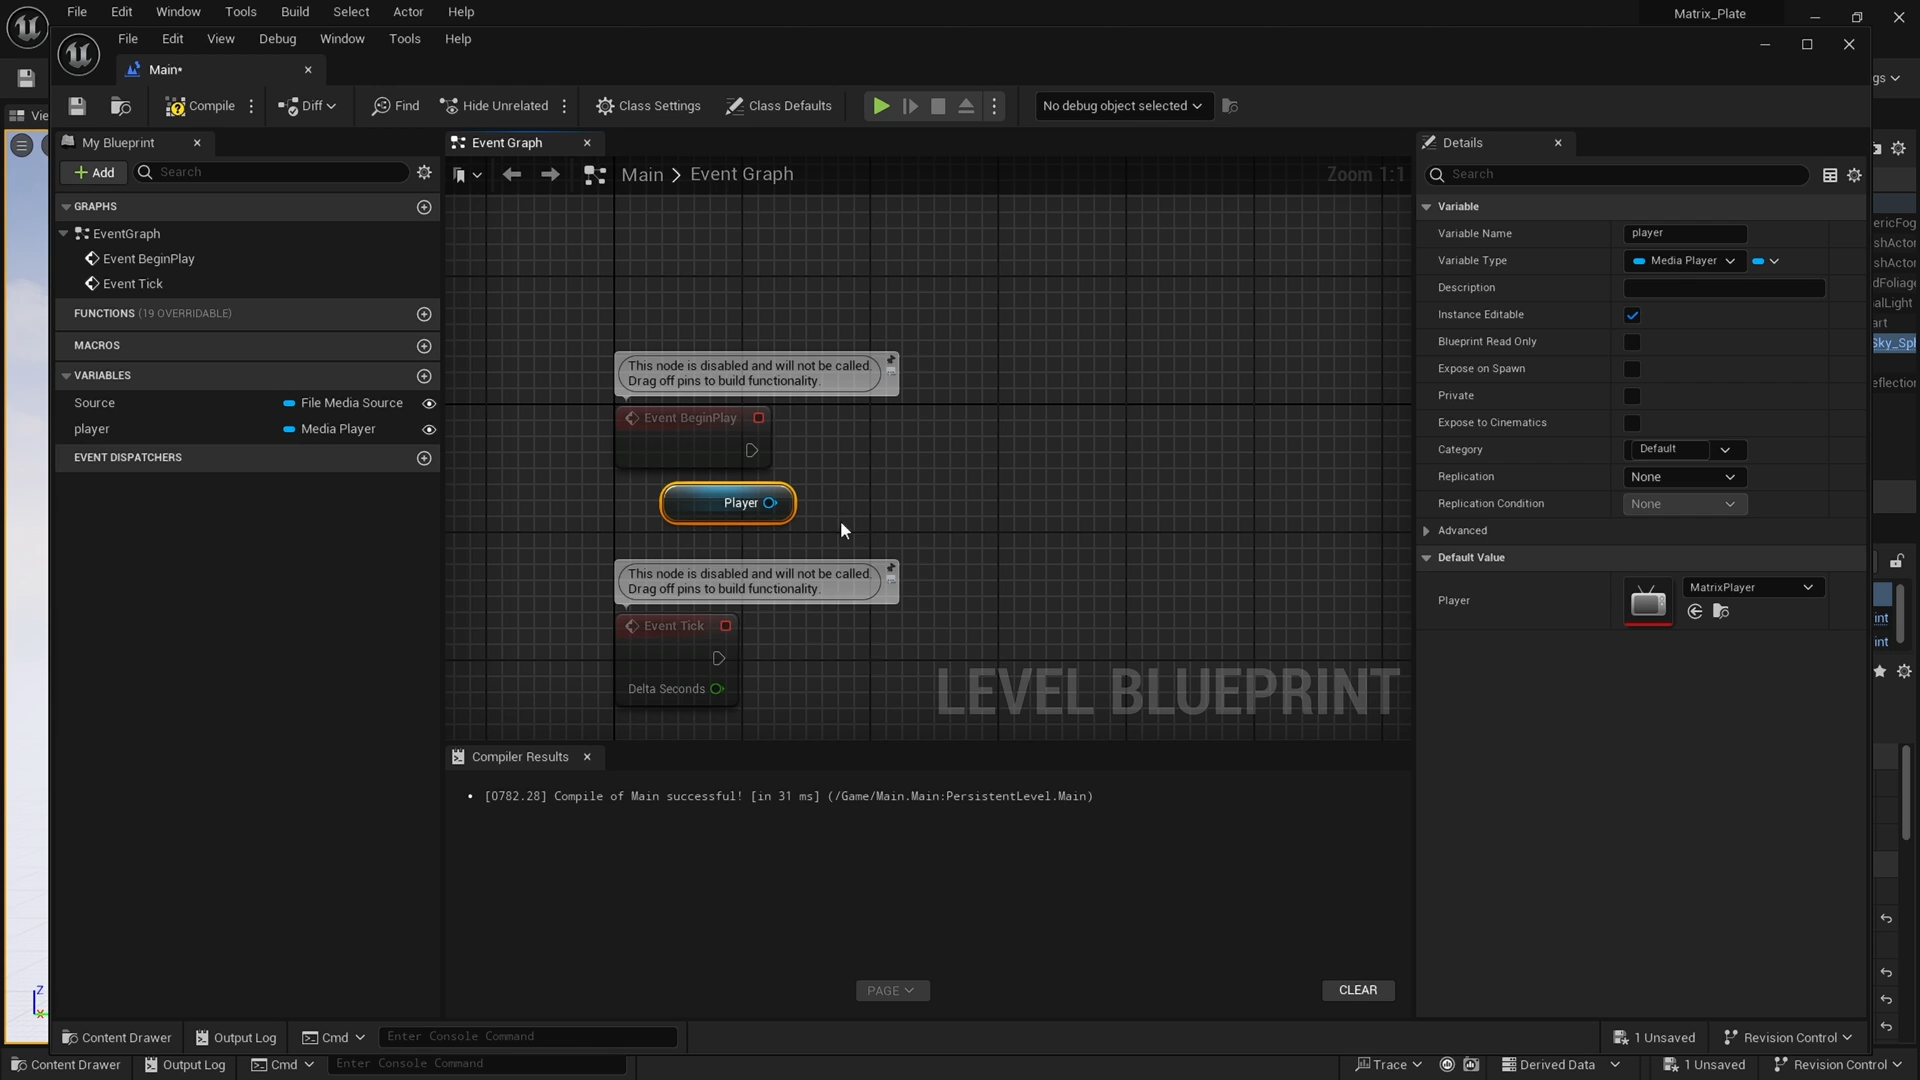 File Edit Window Tools Build Select Actor Help
Matrix_Plate
File Edit View Debug Window Tools Help
Main*
Compile
Diff
Find
Hide Unrelated
Class Settings
Class Defaults
No debug object selected
My Blueprint
Event Graph
Details
Add
Search
Main > Event Graph
Zoom 1:1
Search
GRAPHS
EventGraph
Event BeginPlay
Event Tick
FUNCTIONS (19 OVERRIDABLE)
MACROS
VARIABLES
Source File Media Source
player Media Player
EVENT DISPATCHERS
This node is disabled and will not be called.
Drag off pins to build functionality.
Event BeginPlay
Player
This node is disabled and will not be called.
Drag off pins to build functionality.
Event Tick
Delta Seconds
LEVEL BLUEPRINT
Variable
Variable Name player
Variable Type Media Player
Description
Instance Editable
Blueprint Read Only
Expose on Spawn
Private
Expose to Cinematics
Category Default
Replication None
Replication Condition None
Advanced
Default Value
Player MatrixPlayer
Compiler Results
• [0782.28] Compile of Main successful! [in 31 ms] (/Game/Main.Main:PersistentLevel.Main)
PAGE
CLEAR
Content Drawer Output Log Cmd Enter Console Command 1 Unsaved Revision Control
Content Drawer Output Log Cmd Enter Console Command Trace Derived Data 1 Unsaved Revision Control